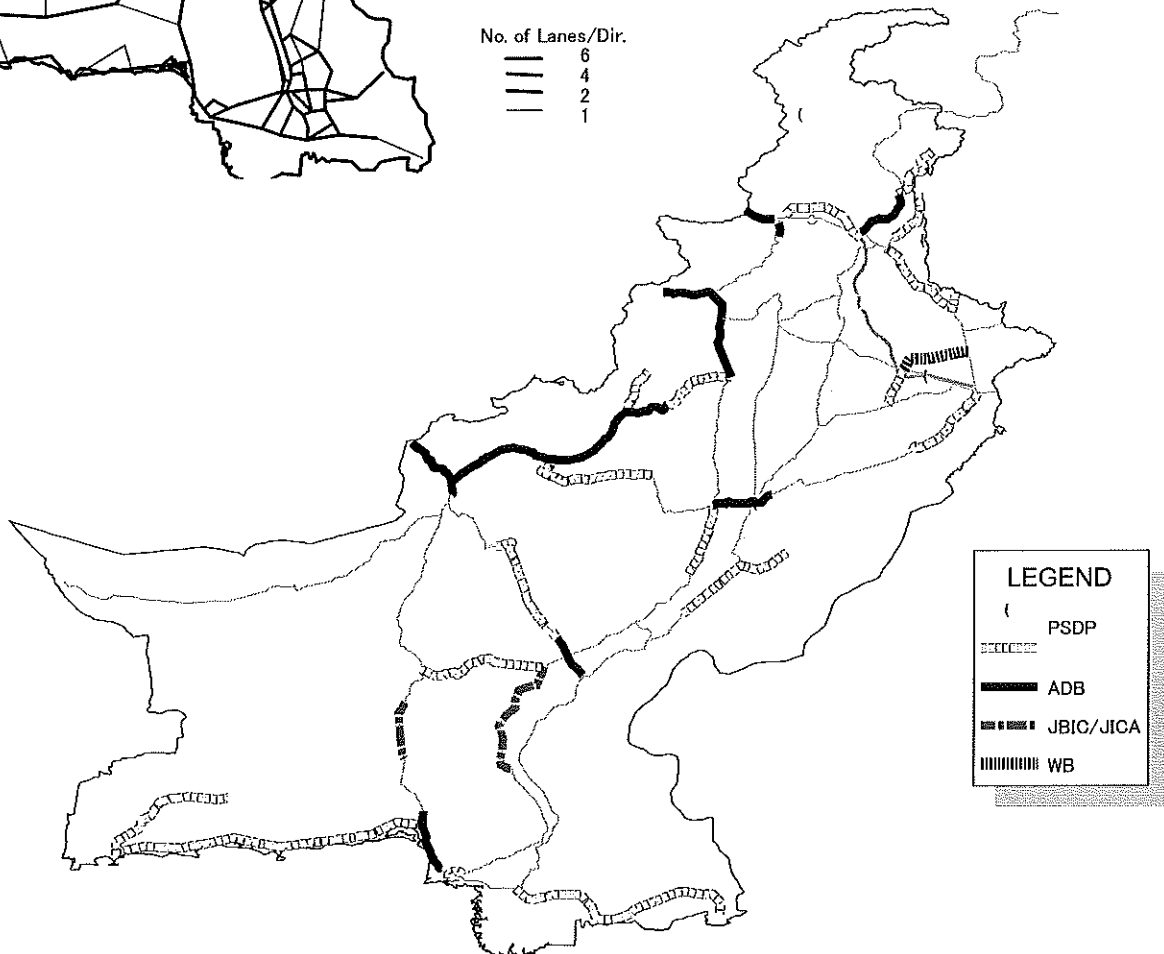 No. of Lanes/Dir.
6
4
2
1
LEGEND
PSDP
ADB
JBIC/JICA
WB